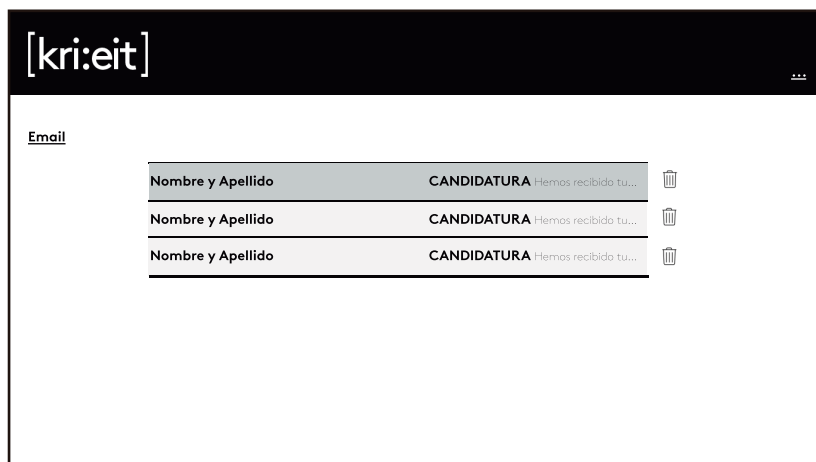 [kri:eit]
...
Email
Nombre y Apellido CANDIDATURA Hemos recibido tu...
Nombre y Apellido CANDIDATURA Hemos recibido tu...
Nombre y Apellido CANDIDATURA Hemos recibido tu...